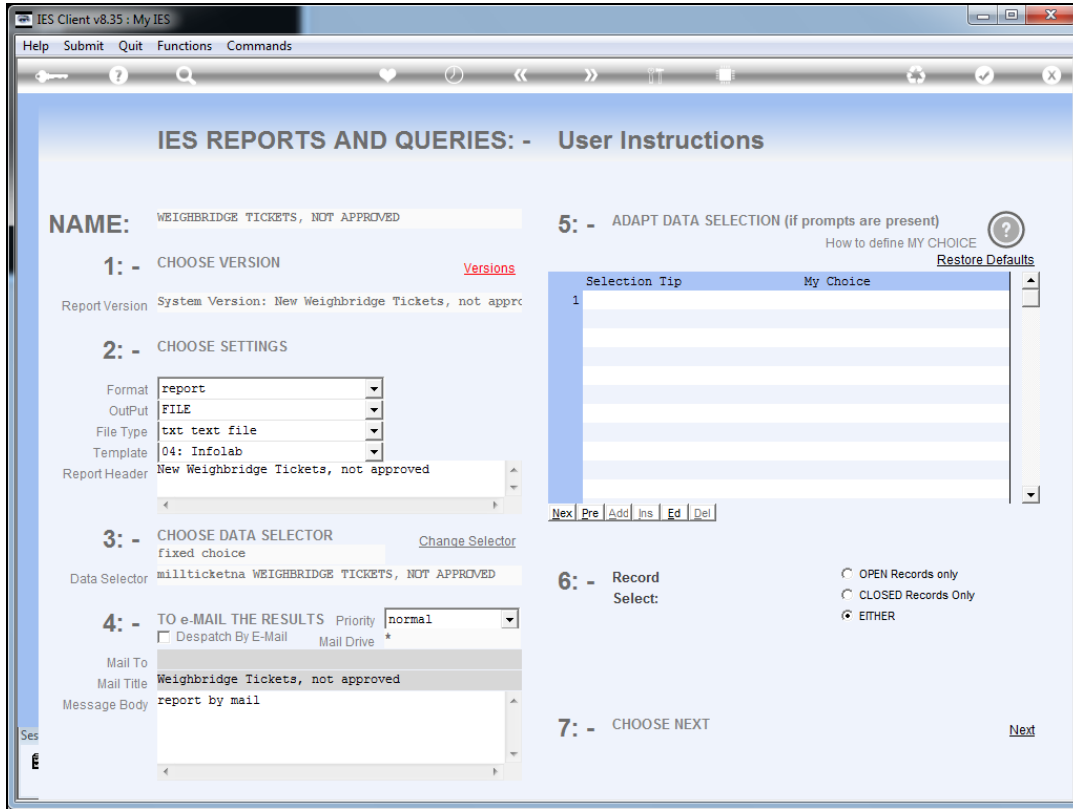 IES Client v8.35 : My IES
Help Submit Quit Functions Commands
IES REPORTS AND QUERIES: - User Instructions
NAME: WEIGHBRIDGE TICKETS, NOT APPROVED
1: - CHOOSE VERSION Versions
Report Version System Version: New Weighbridge Tickets, not appro
2: - CHOOSE SETTINGS
Format report
OutPut FILE
File Type txt text file
Template 04: Infolab
Report Header New Weighbridge Tickets, not approved
3: - CHOOSE DATA SELECTOR Change Selector
fixed choice
Data Selector millticketna WEIGHBRIDGE TICKETS, NOT APPROVED
4: - TO e-MAIL THE RESULTS Priority normal
Despatch By E-Mail Mail Drive *
Mail To
Mail Title Weighbridge Tickets, not approved
Message Body report by mail
5: - ADAPT DATA SELECTION (if prompts are present)
How to define MY CHOICE
?
Restore Defaults
Selection Tip My Choice
1
Nex Pre Add Ins Ed Del
6: - Record Select:
OPEN Records only
CLOSED Records Only
EITHER
7: - CHOOSE NEXT Next
Ses